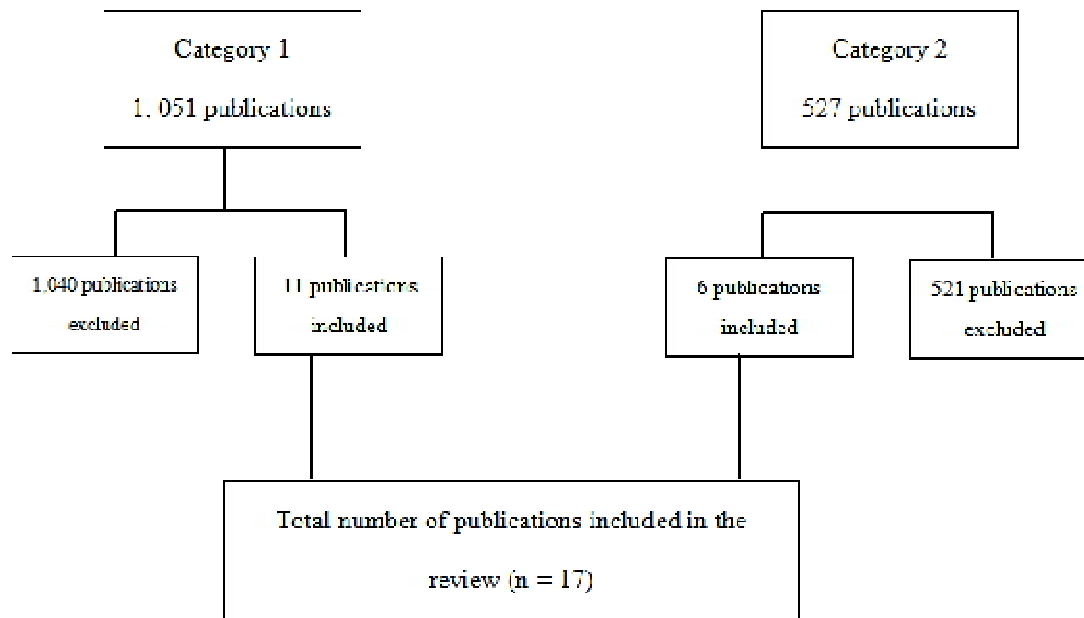 Category 1
1, 051 publications
Category 2
527 publications
1,040 publications
excluded
11 publications
included
6 publications
included
521 publications
excluded
Total number of publications included in the
review (n = 17)